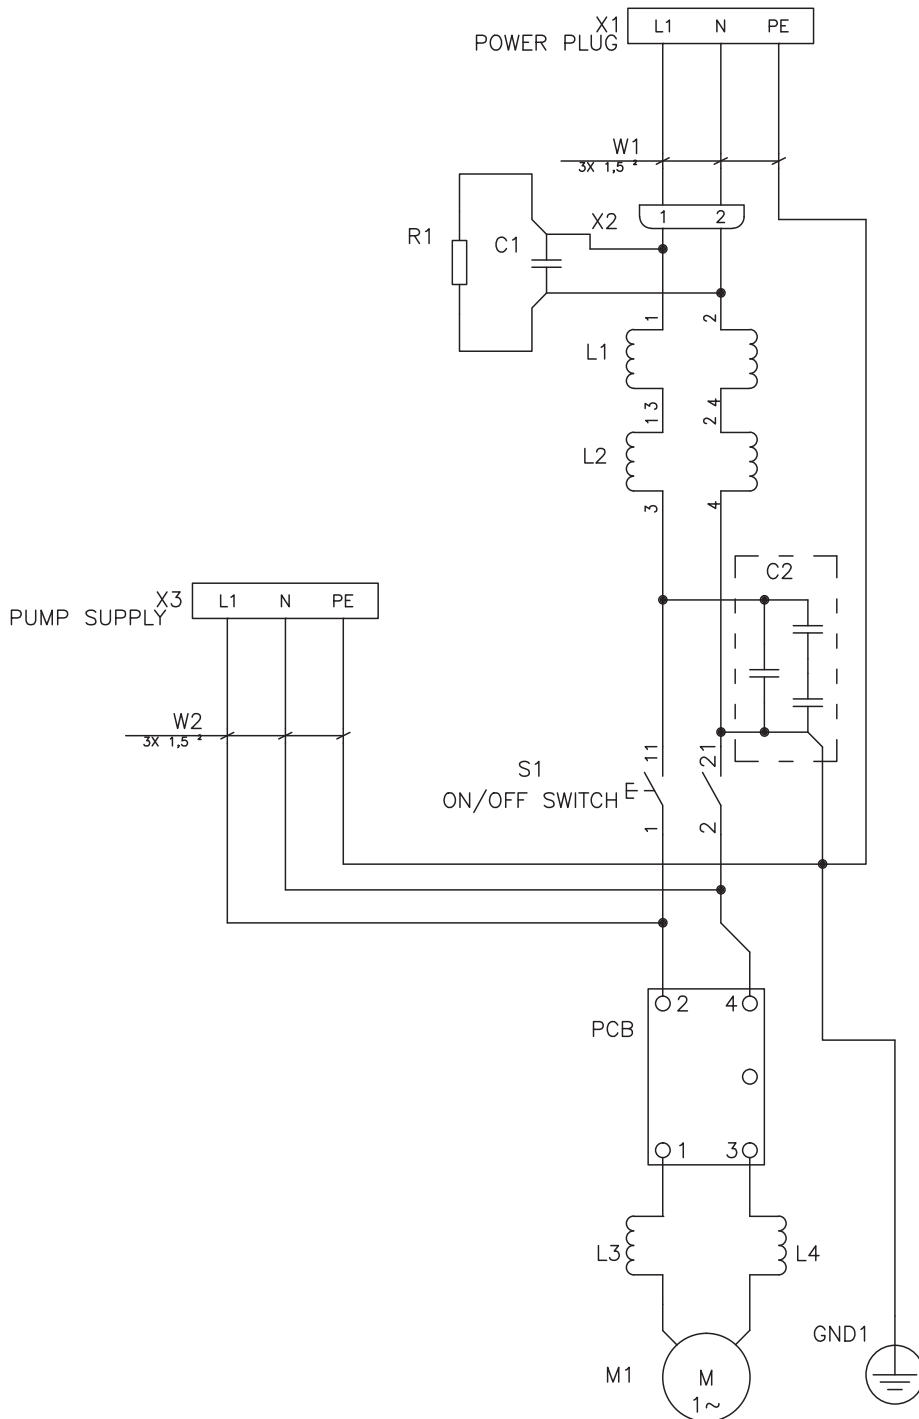 X1 L1 N PE
POWER PLUG
W1
3X 1,5 ²
R1 C1 X2 1 2
1 2
L1
3 4
1 2
L2
3 4
C2
X3 L1 N PE
PUMP SUPPLY
W2
3X 1,5 ²
11 21
S1
ON/OFF SWITCH
1 2
2 4
PCB
1 3
L3 L4
GND1
M1 M
1~